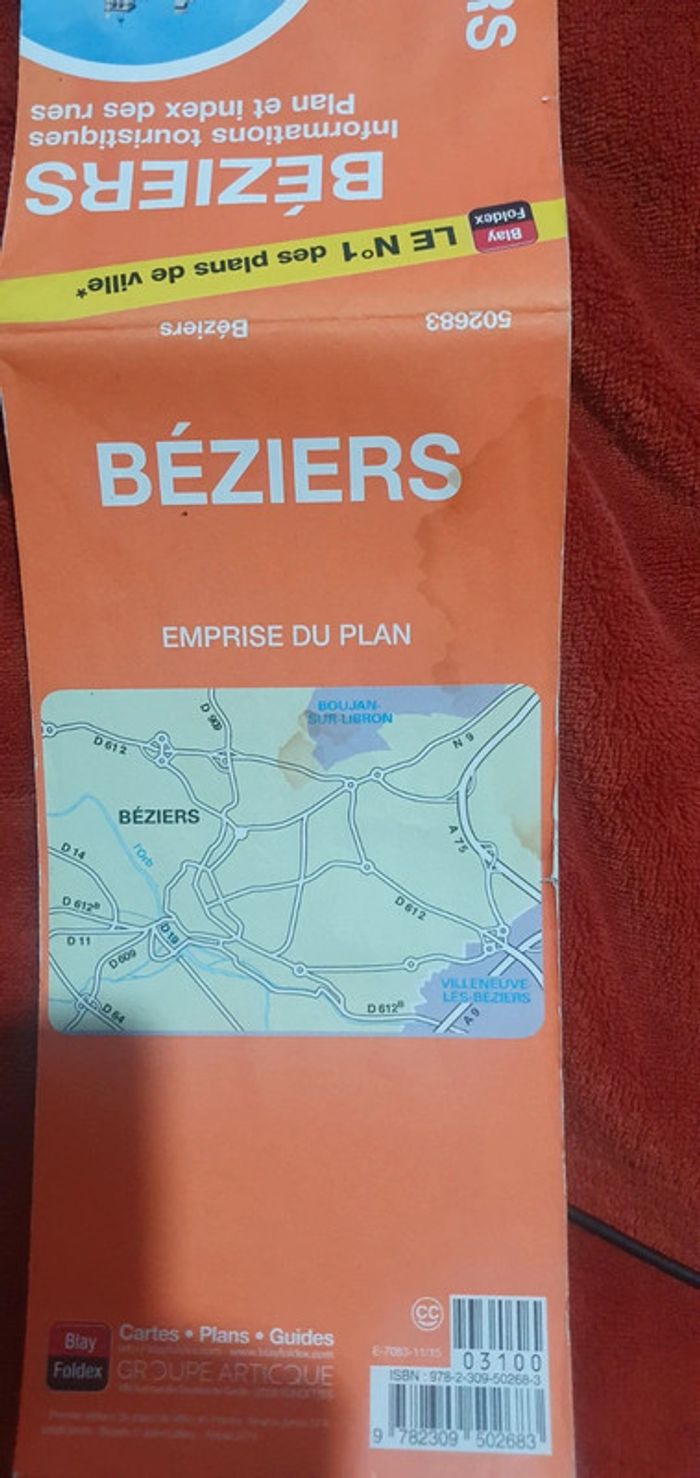 RS
Plan et index des rues
Informations touristiques
BÉZIERS
Blay
Foldex
LE N°1 des plans de ville*
502683
Béziers
BÉZIERS
EMPRISE DU PLAN
BOUJAN-
SUR-LIBRON
D 909
N 9
D 612
BÉZIERS
A 75
D 14
l'Orb
D 612B
D 612
D 19
D 11
D 609
VILLENEUVE-
LES-BÉZIERS
D 64
D 612B
A 9
CC
Blay
Foldex
Cartes • Plans • Guides
www.blayfoldex.com
GROUPE ARTICQUE
E-7083-11/15
03100
ISBN : 978-2-309-50268-3
9 782309 502683